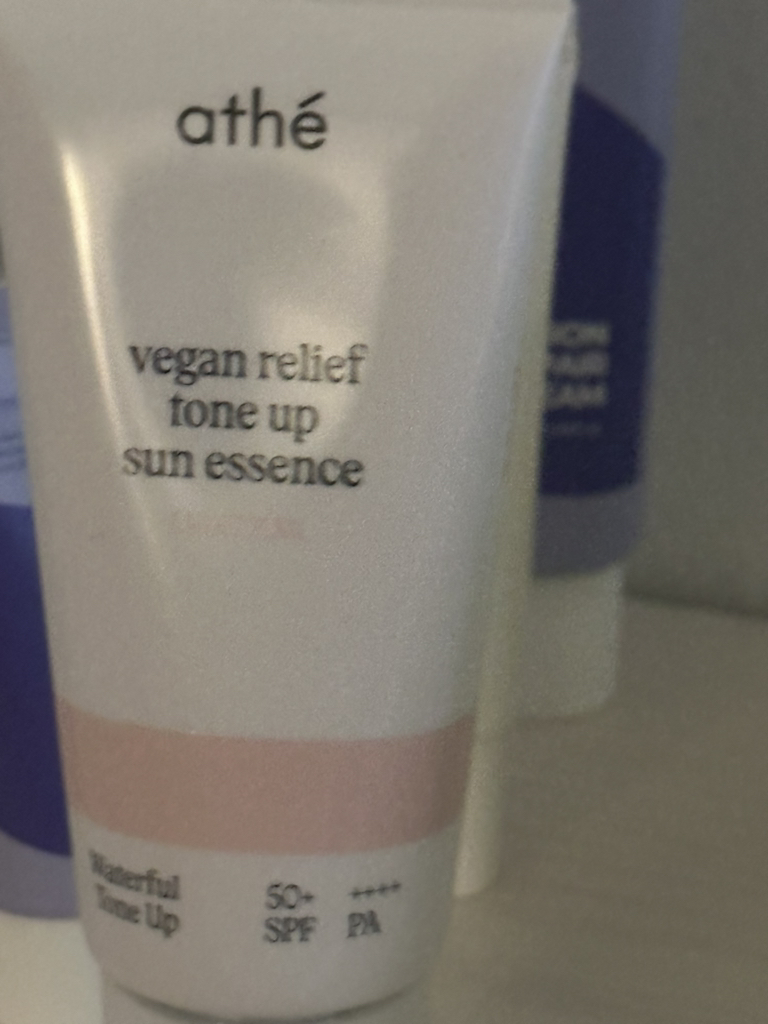 athé
vegan relief
tone up
sun essence
Waterful
Tone Up
50+ ++++
SPF PA